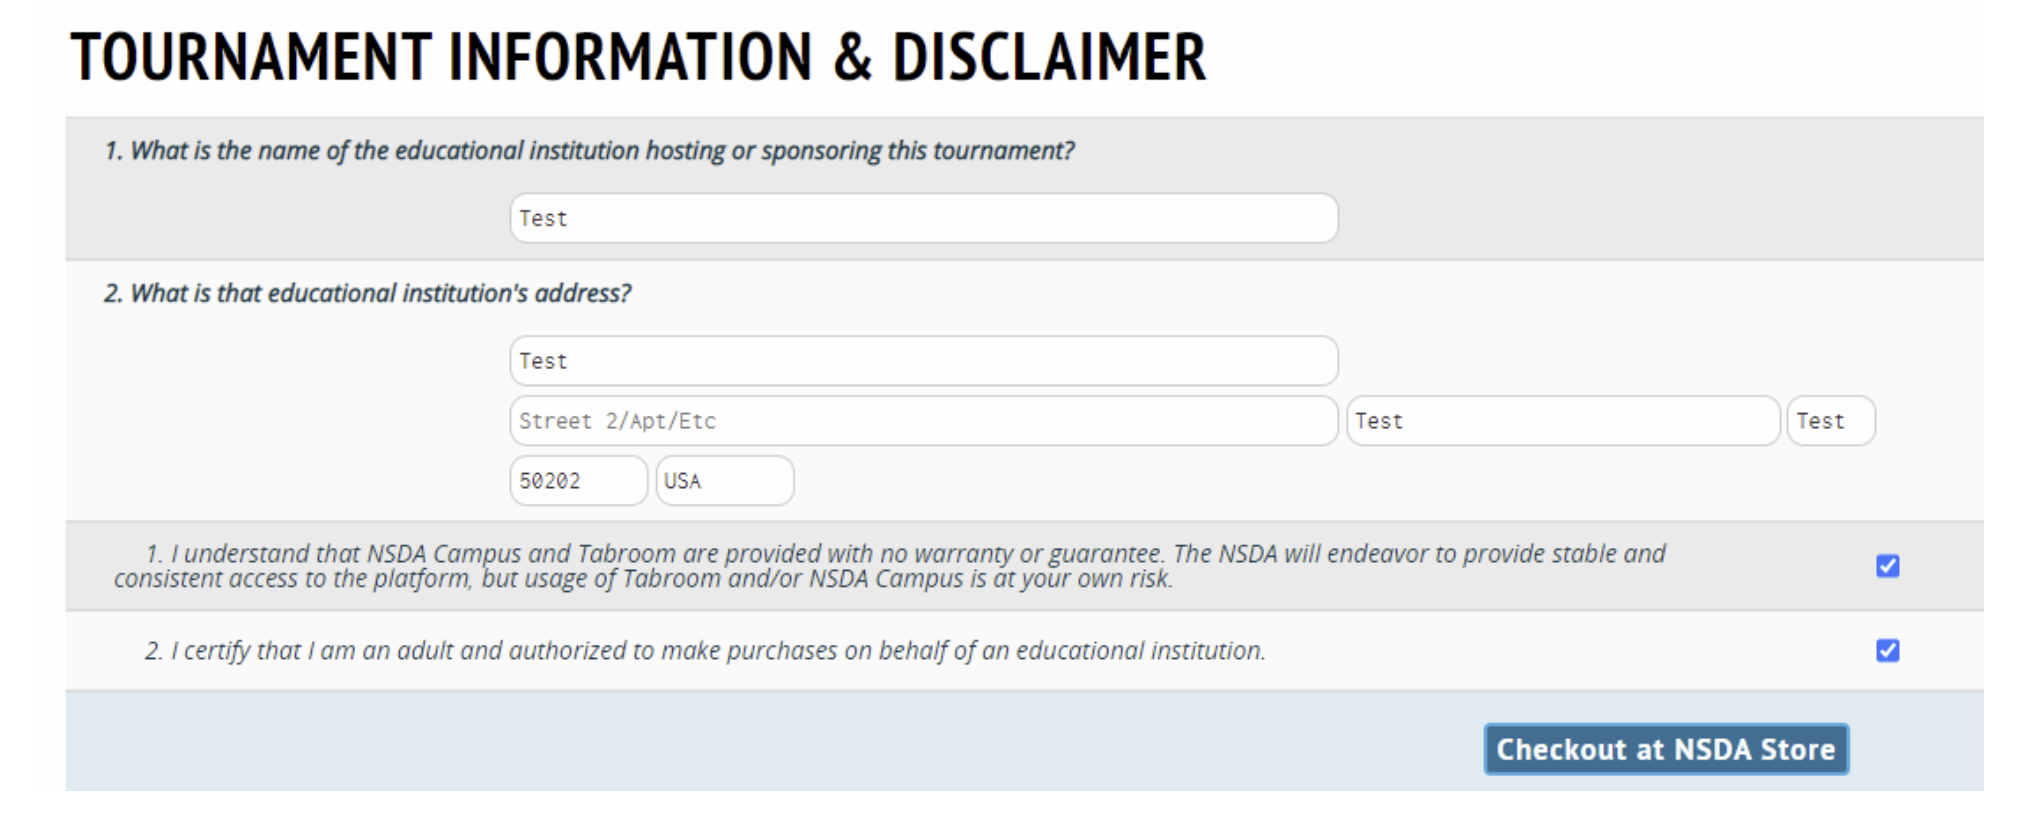 TOURNAMENT INFORMATION & DISCLAIMER
1. What is the name of the educational institution hosting or sponsoring this tournament?
Test
2. What is that educational institution's address?
Test
Street 2/Apt/Etc Test Test
50202 USA
1. I understand that NSDA Campus and Tabroom are provided with no warranty or guarantee. The NSDA will endeavor to provide stable and
consistent access to the platform, but usage of Tabroom and/or NSDA Campus is at your own risk.
2. I certify that I am an adult and authorized to make purchases on behalf of an educational institution.
Checkout at NSDA Store